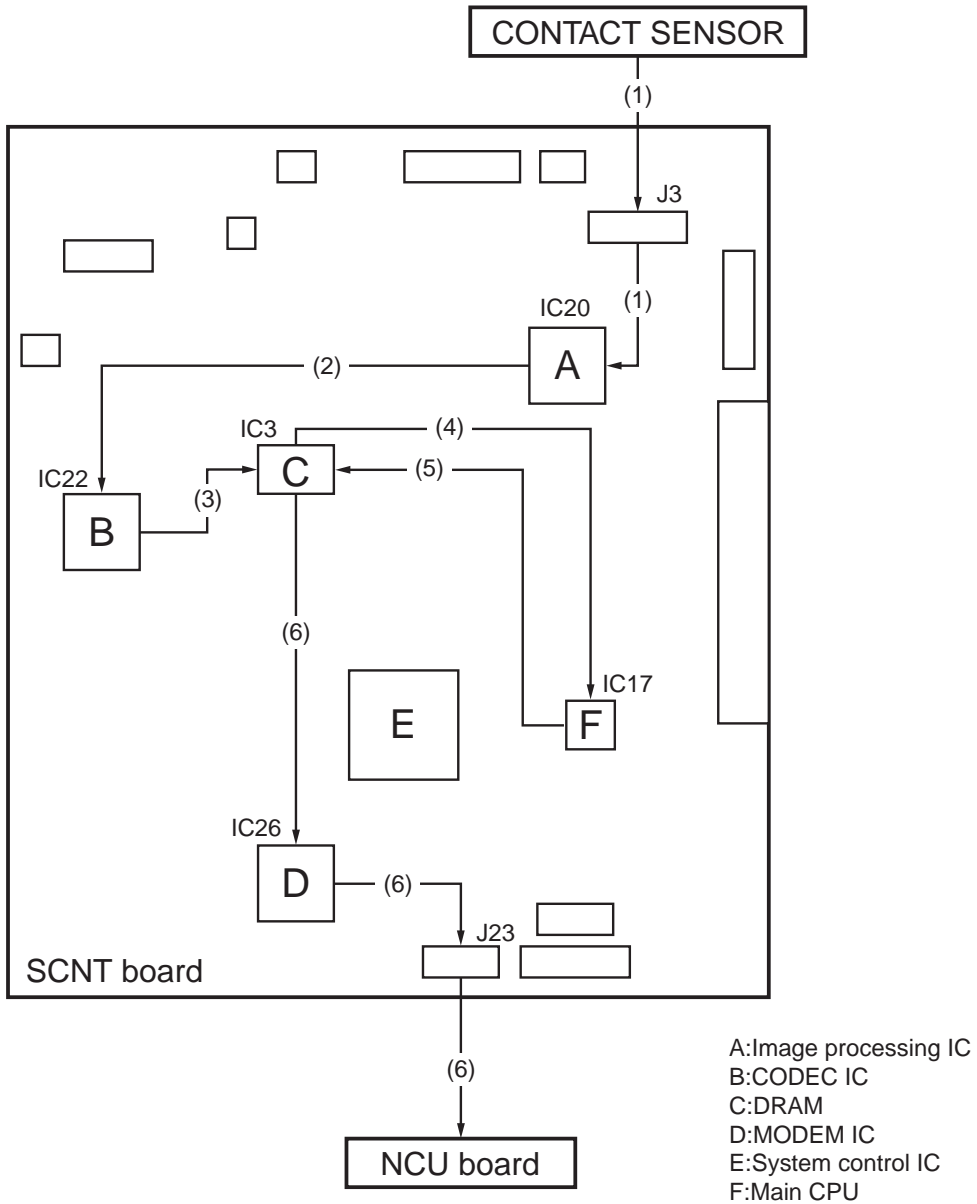 CONTACT SENSOR
(1)
J3
(1)
IC20
A
(2)
IC3
(4)
C
(5)
IC22
(3)
B
(6)
IC17
E
F
IC26
D
(6)
J23
SCNT board
(6)
NCU board
A:Image processing IC
B:CODEC IC
C:DRAM
D:MODEM IC
E:System control IC
F:Main CPU